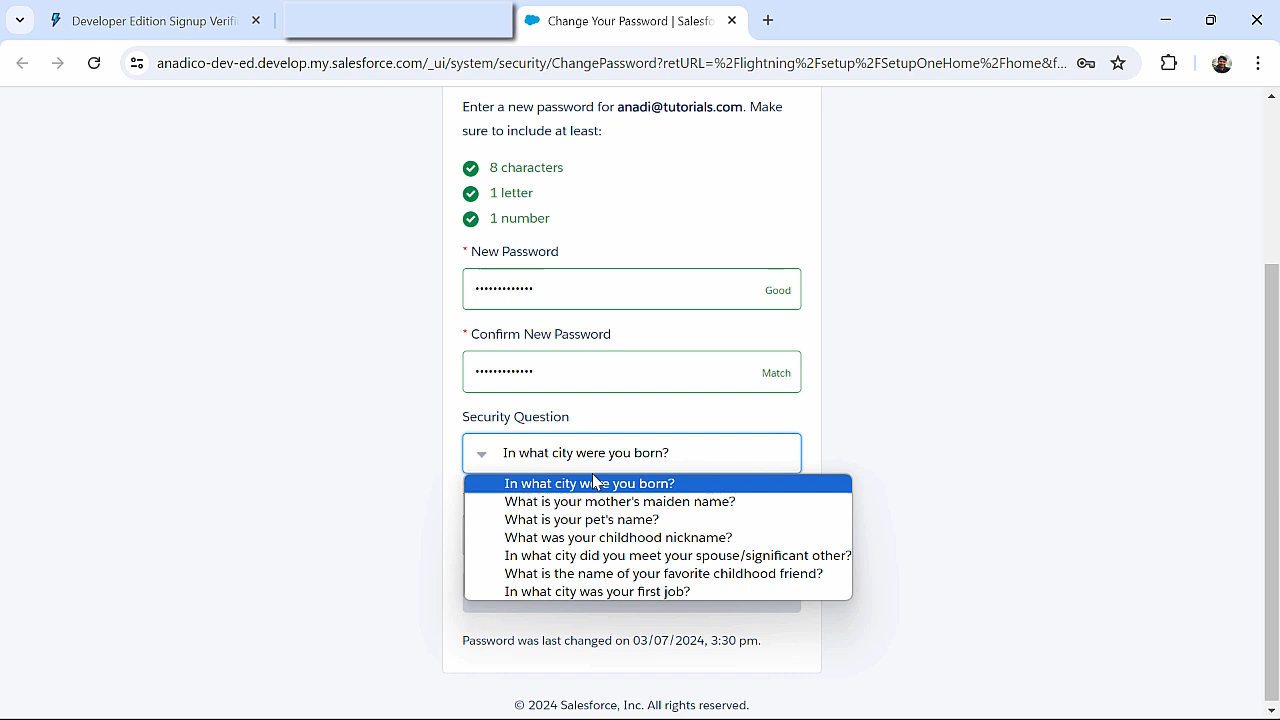 Developer Edition Signup Verifi
Change Your Password | Salesfo
anadico-dev-ed.develop.my.salesforce.com/_ui/system/security/ChangePassword?retURL=%2Flightning%2Fsetup%2FSetupOneHome%2Fhome&f...
Enter a new password for anadi@tutorials.com. Make
sure to include at least:
8 characters
1 letter
1 number
* New Password
•••••••••••••
Good
* Confirm New Password
•••••••••••••
Match
Security Question
In what city were you born?
In what city were you born?
What is your mother's maiden name?
What is your pet's name?
What was your childhood nickname?
In what city did you meet your spouse/significant other?
What is the name of your favorite childhood friend?
In what city was your first job?
Password was last changed on 03/07/2024, 3:30 pm.
© 2024 Salesforce, Inc. All rights reserved.